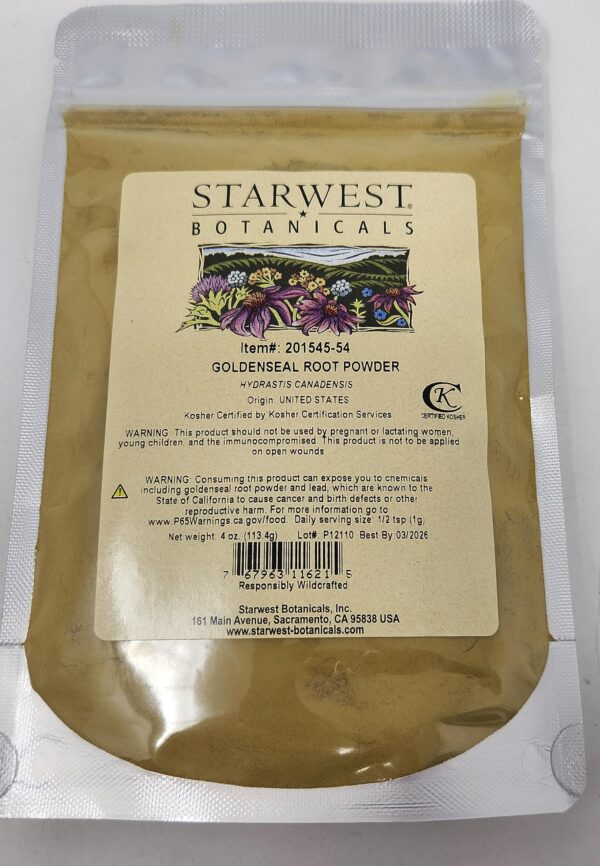 STARWEST®
BOTANICALS
Item#: 201545-54
GOLDENSEAL ROOT POWDER
HYDRASTIS CANADENSIS
Origin: UNITED STATES
Kosher Certified by Kosher Certification Services
CK
CERTIFIED KOSHER
WARNING: This product should not be used by pregnant or lactating women,
young children, and the immunocompromised. This product is not to be applied
on open wounds
WARNING: Consuming this product can expose you to chemicals
including goldenseal root powder and lead, which are known to the
State of California to cause cancer and birth defects or other
reproductive harm. For more information go to
www.P65Warnings.ca.gov/food. Daily serving size: 1/2 tsp (1g)
Net weight: 4 oz. (113.4g) Lot#: P12110 Best By 03/2026
7 67963 11621 5
Responsibly Wildcrafted
Starwest Botanicals, Inc.
161 Main Avenue, Sacramento, CA 95838 USA
www.starwest-botanicals.com